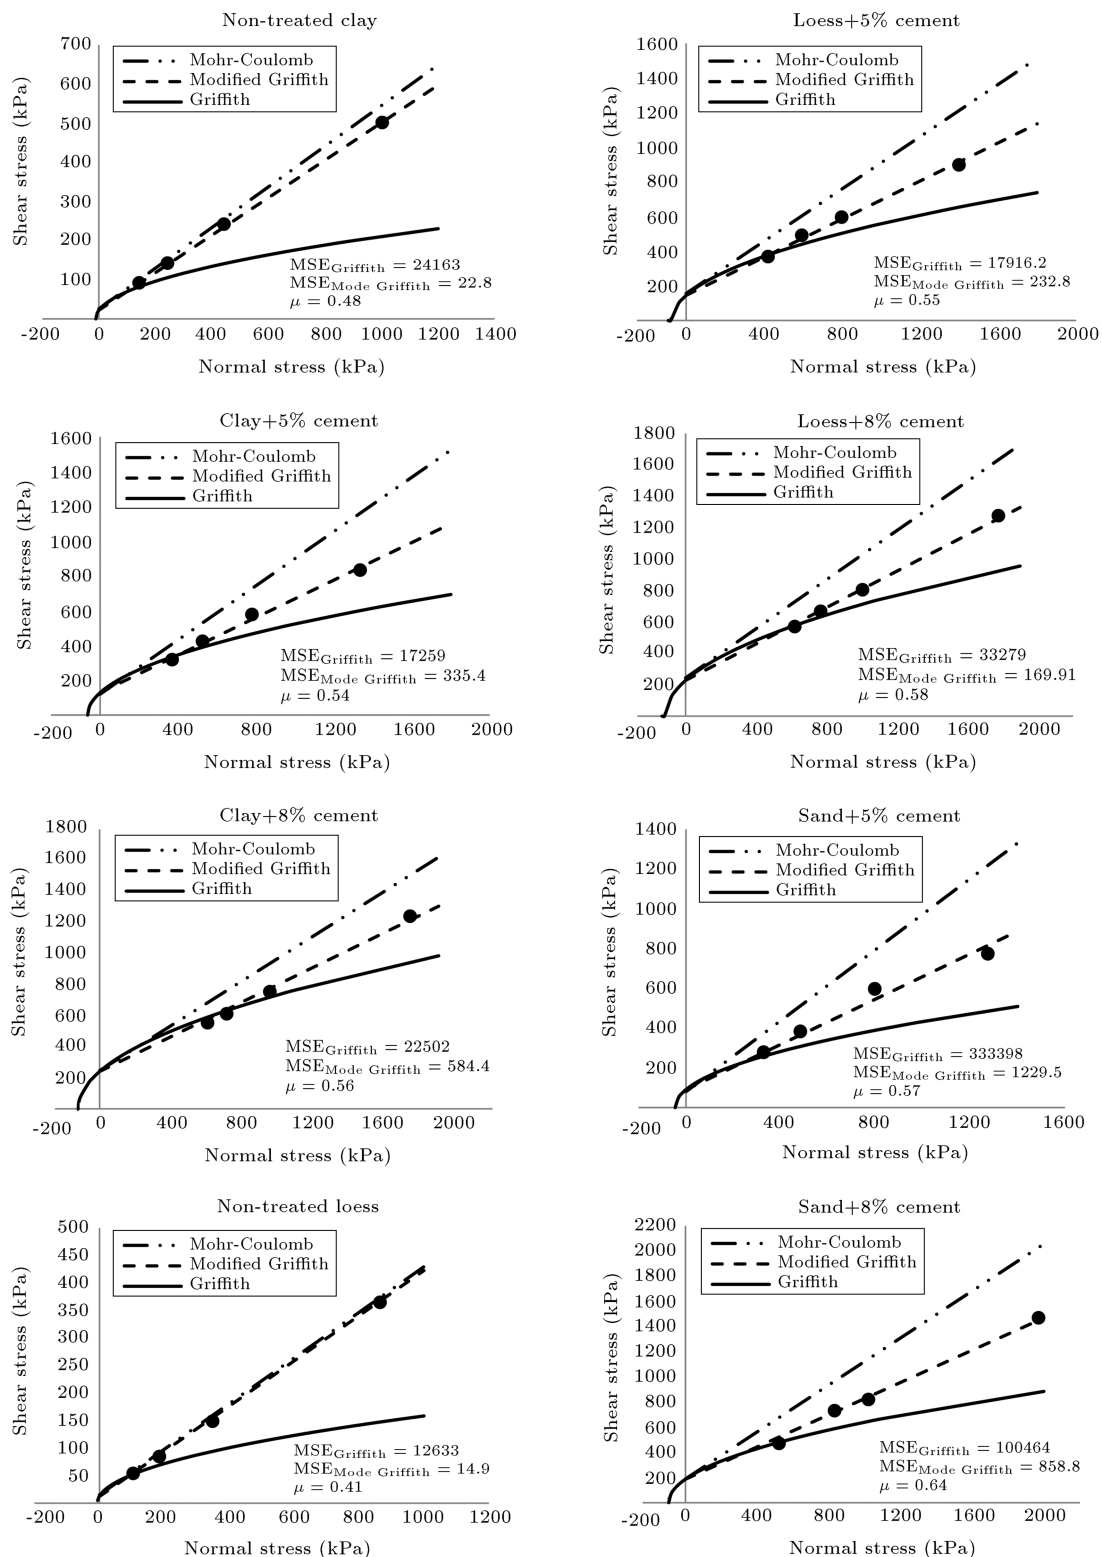 Non-treated clay
700
600
500
400
300
200
100
-200
0
200
400
600
800
1000
1200
1400
Shear stress (kPa)
Normal stress (kPa)
Mohr-Coulomb
Modified Griffith
Griffith
MSE_Griffith = 24163
MSE_Mode Griffith = 22.8
μ = 0.48
Loess+5% cement
1600
1400
1200
1000
800
600
400
200
-200
0
400
800
1200
1600
2000
Shear stress (kPa)
Normal stress (kPa)
Mohr-Coulomb
Modified Griffith
Griffith
MSE_Griffith = 17916.2
MSE_Mode Griffith = 232.8
μ = 0.55
Clay+5% cement
1600
1400
1200
1000
800
600
400
200
-200
0
400
800
1200
1600
2000
Shear stress (kPa)
Normal stress (kPa)
Mohr-Coulomb
Modified Griffith
Griffith
MSE_Griffith = 17259
MSE_Mode Griffith = 335.4
μ = 0.54
Loess+8% cement
1800
1600
1400
1200
1000
800
600
400
200
-200
0
400
800
1200
1600
2000
Shear stress (kPa)
Normal stress (kPa)
Mohr-Coulomb
Modified Griffith
Griffith
MSE_Griffith = 33279
MSE_Mode Griffith = 169.91
μ = 0.58
Clay+8% cement
1800
1600
1400
1200
1000
800
600
400
200
-200
0
400
800
1200
1600
2000
Shear stress (kPa)
Normal stress (kPa)
Mohr-Coulomb
Modified Griffith
Griffith
MSE_Griffith = 22502
MSE_Mode Griffith = 584.4
μ = 0.56
Sand+5% cement
1400
1200
1000
800
600
400
200
-200
0
400
800
1200
1600
Shear stress (kPa)
Normal stress (kPa)
Mohr-Coulomb
Modified Griffith
Griffith
MSE_Griffith = 333398
MSE_Mode Griffith = 1229.5
μ = 0.57
Non-treated loess
500
450
400
350
300
250
200
150
100
50
-200
0
200
400
600
800
1000
1200
Shear stress (kPa)
Normal stress (kPa)
Mohr-Coulomb
Modified Griffith
Griffith
MSE_Griffith = 12633
MSE_Mode Griffith = 14.9
μ = 0.41
Sand+8% cement
2200
2000
1800
1600
1400
1200
1000
800
600
400
200
-200
0
400
800
1200
1600
2000
Shear stress (kPa)
Normal stress (kPa)
Mohr-Coulomb
Modified Griffith
Griffith
MSE_Griffith = 100464
MSE_Mode Griffith = 858.8
μ = 0.64